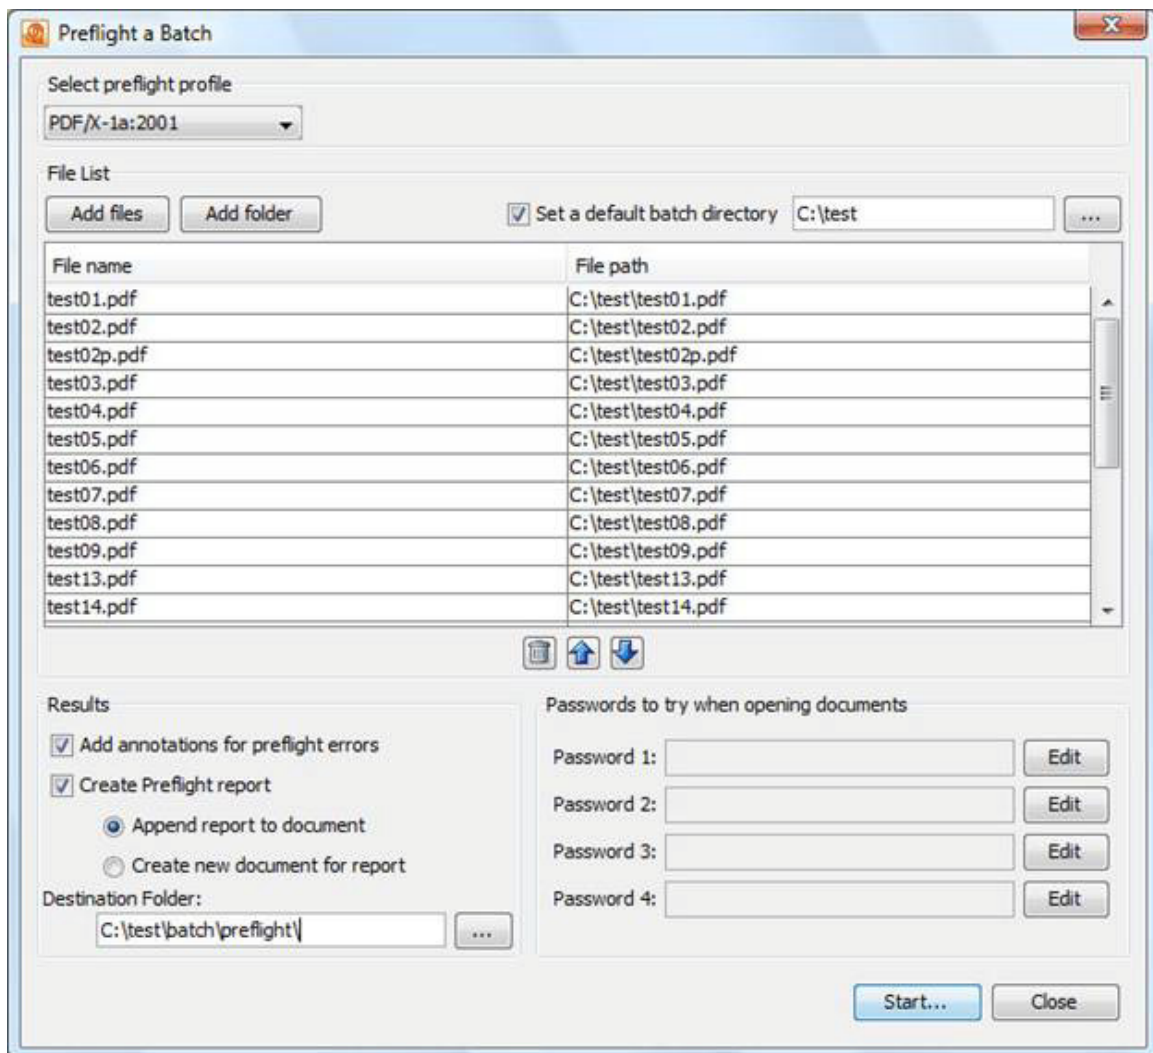 Preflight a Batch
Select preflight profile
PDF/X-1a:2001
File List
Add files Add folder Set a default batch directory C:\test ...
File name File path
test01.pdf C:\test\test01.pdf
test02.pdf C:\test\test02.pdf
test02p.pdf C:\test\test02p.pdf
test03.pdf C:\test\test03.pdf
test04.pdf C:\test\test04.pdf
test05.pdf C:\test\test05.pdf
test06.pdf C:\test\test06.pdf
test07.pdf C:\test\test07.pdf
test08.pdf C:\test\test08.pdf
test09.pdf C:\test\test09.pdf
test13.pdf C:\test\test13.pdf
test14.pdf C:\test\test14.pdf
Results
Add annotations for preflight errors
Create Preflight report
Append report to document
Create new document for report
Destination Folder:
C:\test\batch\preflight\ ...
Passwords to try when opening documents
Password 1: Edit
Password 2: Edit
Password 3: Edit
Password 4: Edit
Start... Close